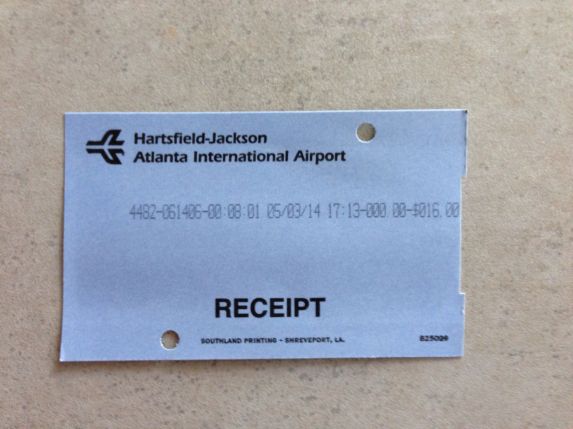 Hartsfield-Jackson
Atlanta International Airport
4482-061406-00:08:01 05/03/14 17:13-000.00-$016.00
RECEIPT
SOUTHLAND PRINTING - SHREVEPORT, LA.